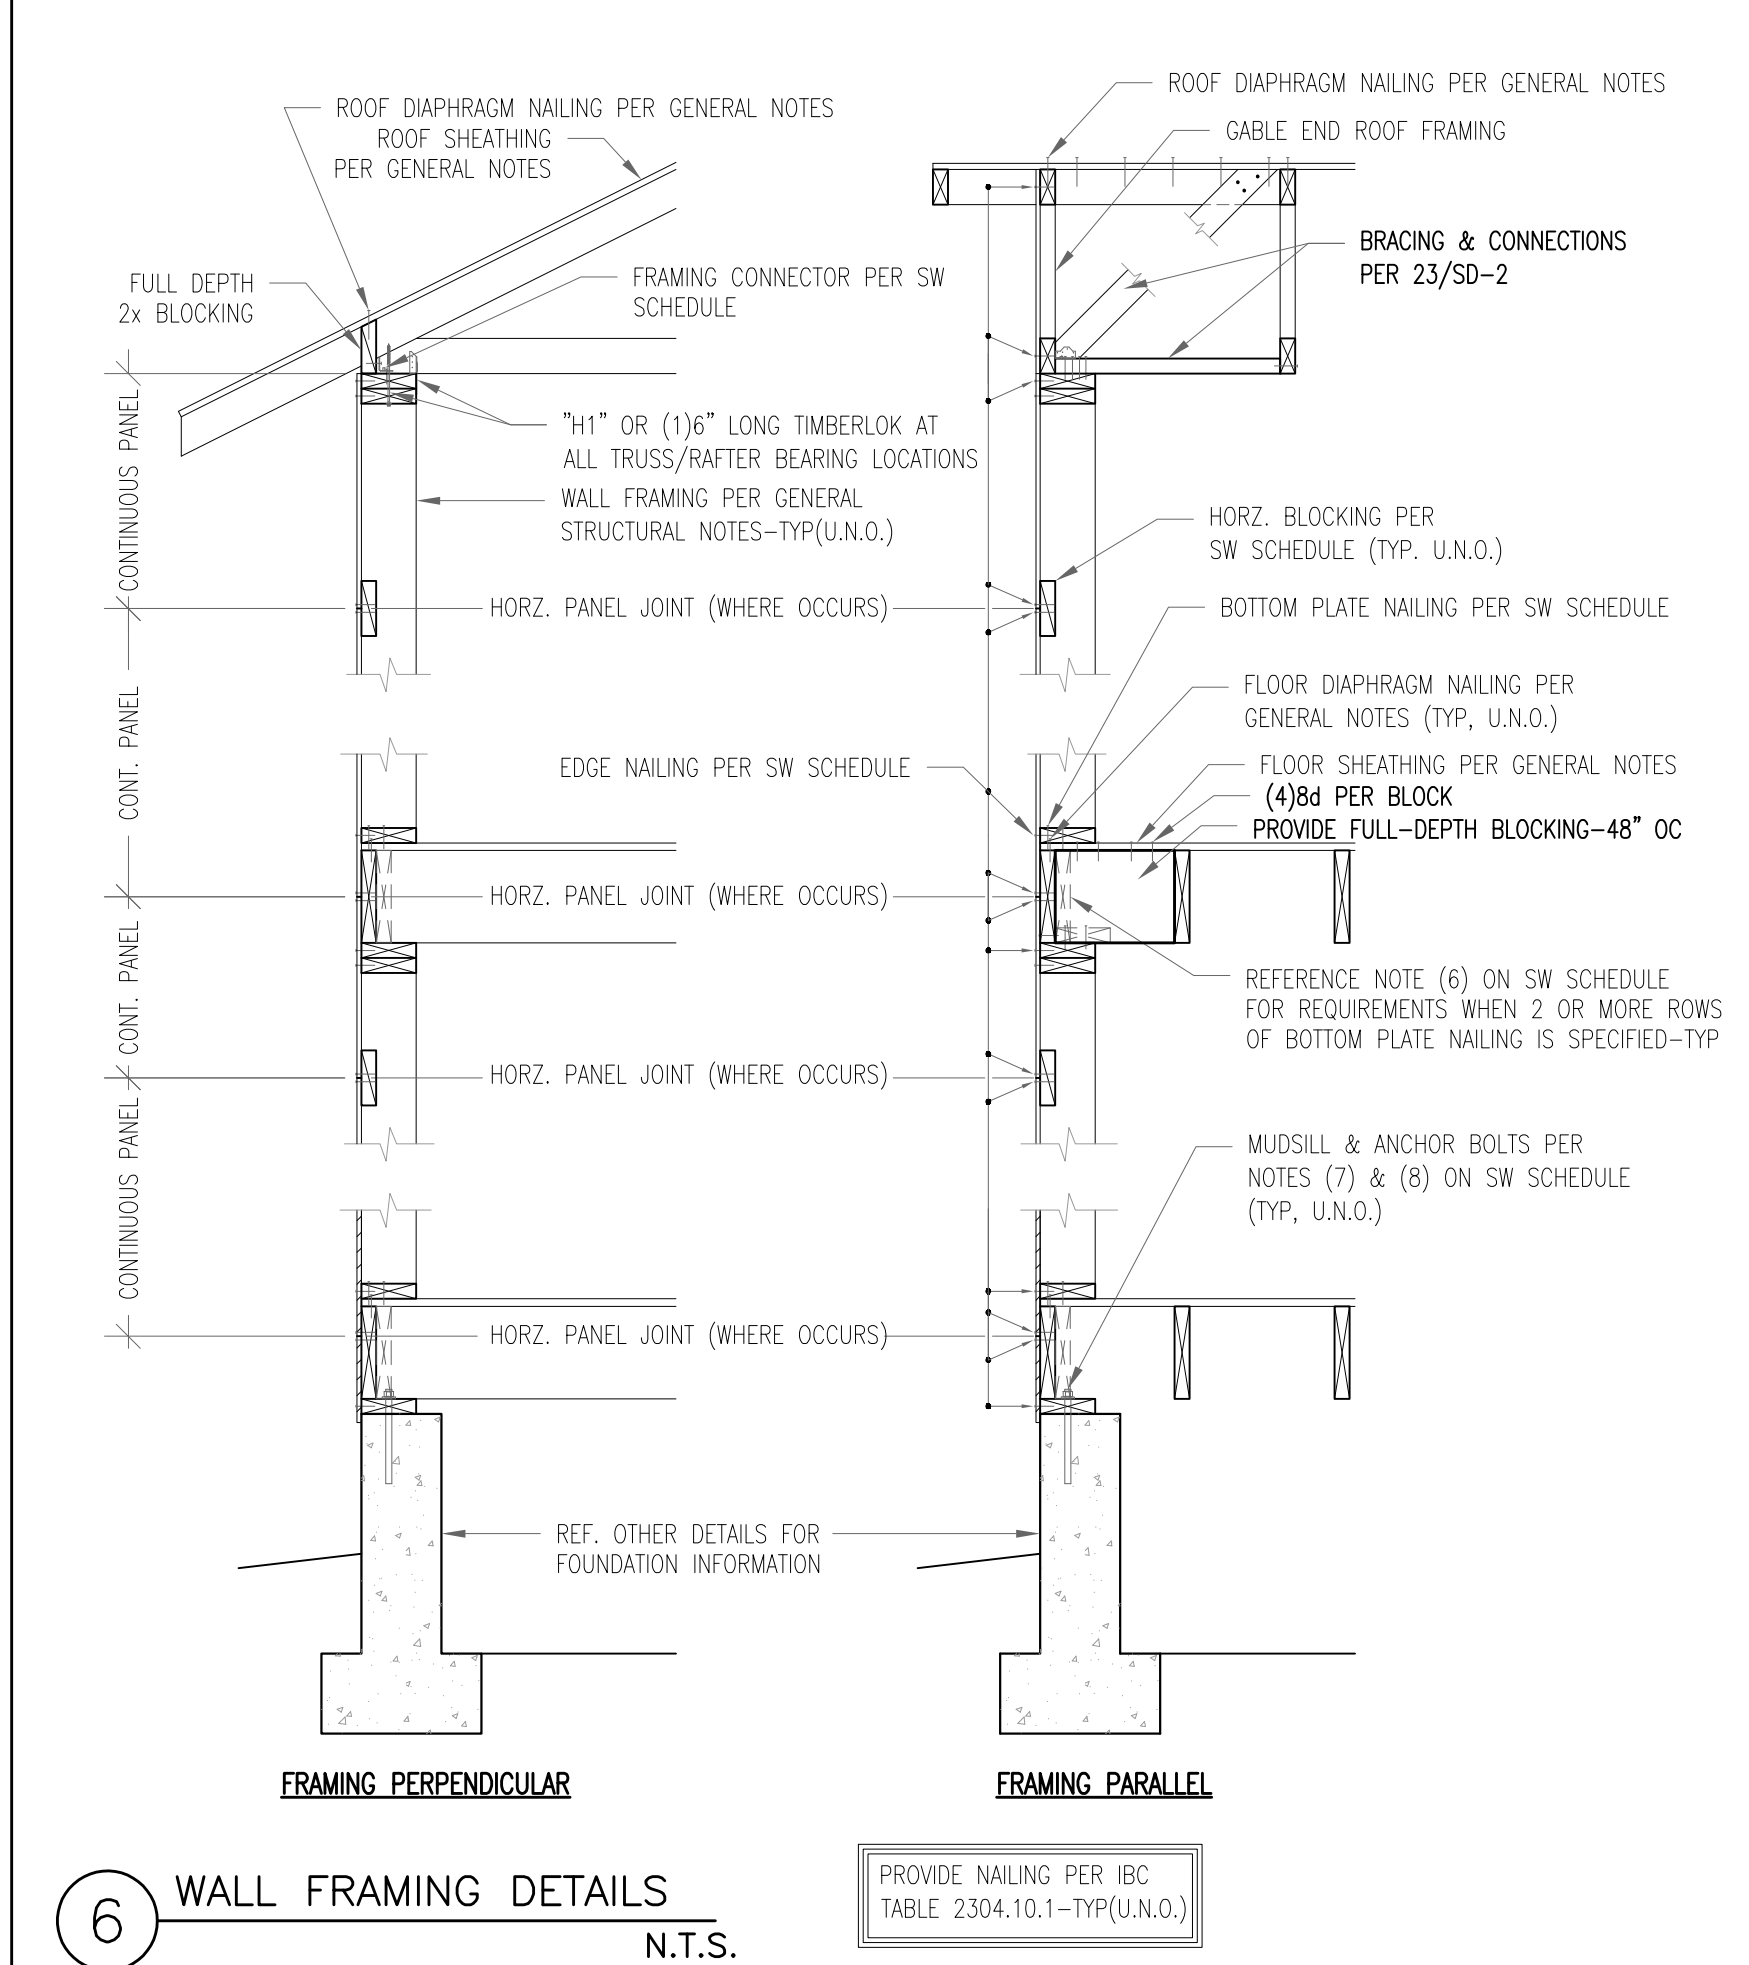 ROOF DIAPHRAGM NAILING PER GENERAL NOTES
ROOF SHEATHING
PER GENERAL NOTES
FULL DEPTH
2x BLOCKING
FRAMING CONNECTOR PER SW
SCHEDULE
"H1" OR (1)6" LONG TIMBERLOK AT
ALL TRUSS/RAFTER BEARING LOCATIONS
WALL FRAMING PER GENERAL
STRUCTURAL NOTES-TYP(U.N.O.)
CONTINUOUS PANEL
HORZ. PANEL JOINT (WHERE OCCURS)
CONT. PANEL
EDGE NAILING PER SW SCHEDULE
HORZ. PANEL JOINT (WHERE OCCURS)
CONT. PANEL
HORZ. PANEL JOINT (WHERE OCCURS)
CONTINUOUS PANEL
HORZ. PANEL JOINT (WHERE OCCURS)
REF. OTHER DETAILS FOR
FOUNDATION INFORMATION
FRAMING PERPENDICULAR
ROOF DIAPHRAGM NAILING PER GENERAL NOTES
GABLE END ROOF FRAMING
BRACING & CONNECTIONS
PER 23/SD-2
HORZ. BLOCKING PER
SW SCHEDULE (TYP. U.N.O.)
BOTTOM PLATE NAILING PER SW SCHEDULE
FLOOR DIAPHRAGM NAILING PER
GENERAL NOTES (TYP, U.N.O.)
FLOOR SHEATHING PER GENERAL NOTES
(4)8d PER BLOCK
PROVIDE FULL-DEPTH BLOCKING-48" OC
REFERENCE NOTE (6) ON SW SCHEDULE
FOR REQUIREMENTS WHEN 2 OR MORE ROWS
OF BOTTOM PLATE NAILING IS SPECIFIED-TYP
MUDSILL & ANCHOR BOLTS PER
NOTES (7) & (8) ON SW SCHEDULE
(TYP, U.N.O.)
FRAMING PARALLEL
6
WALL FRAMING DETAILS
N.T.S.
PROVIDE NAILING PER IBC
TABLE 2304.10.1-TYP(U.N.O.)